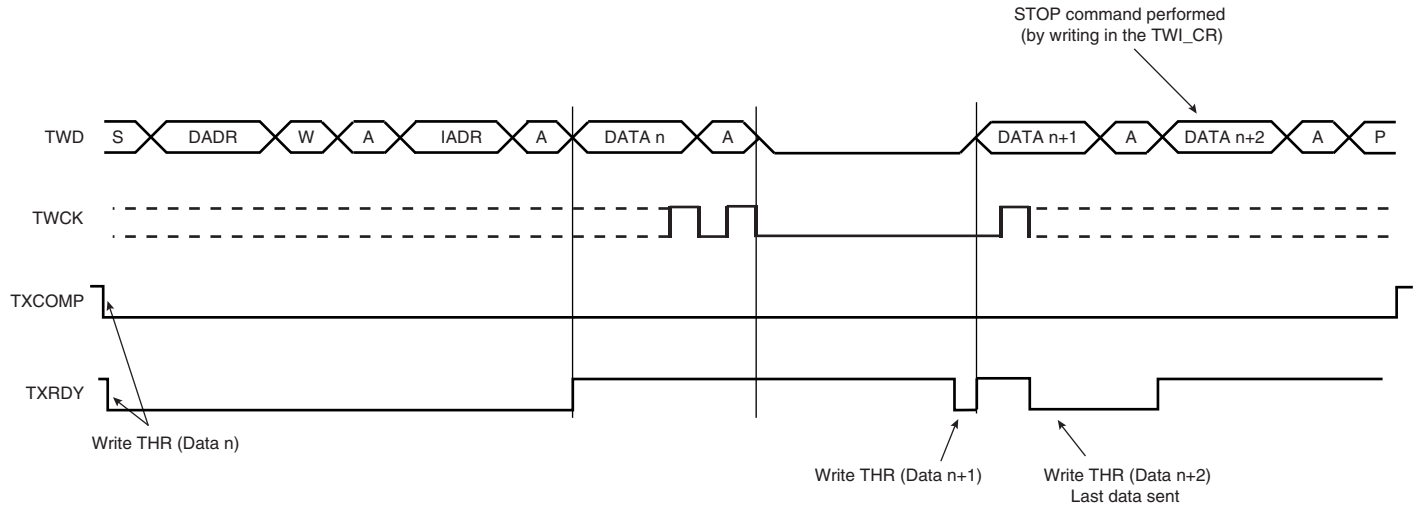 STOP command performed
(by writing in the TWI_CR)
TWD S DADR W A IADR A DATA n A DATA n+1 A DATA n+2 A P
TWCK
TXCOMP
TXRDY
Write THR (Data n)
Write THR (Data n+1) Write THR (Data n+2)
Last data sent